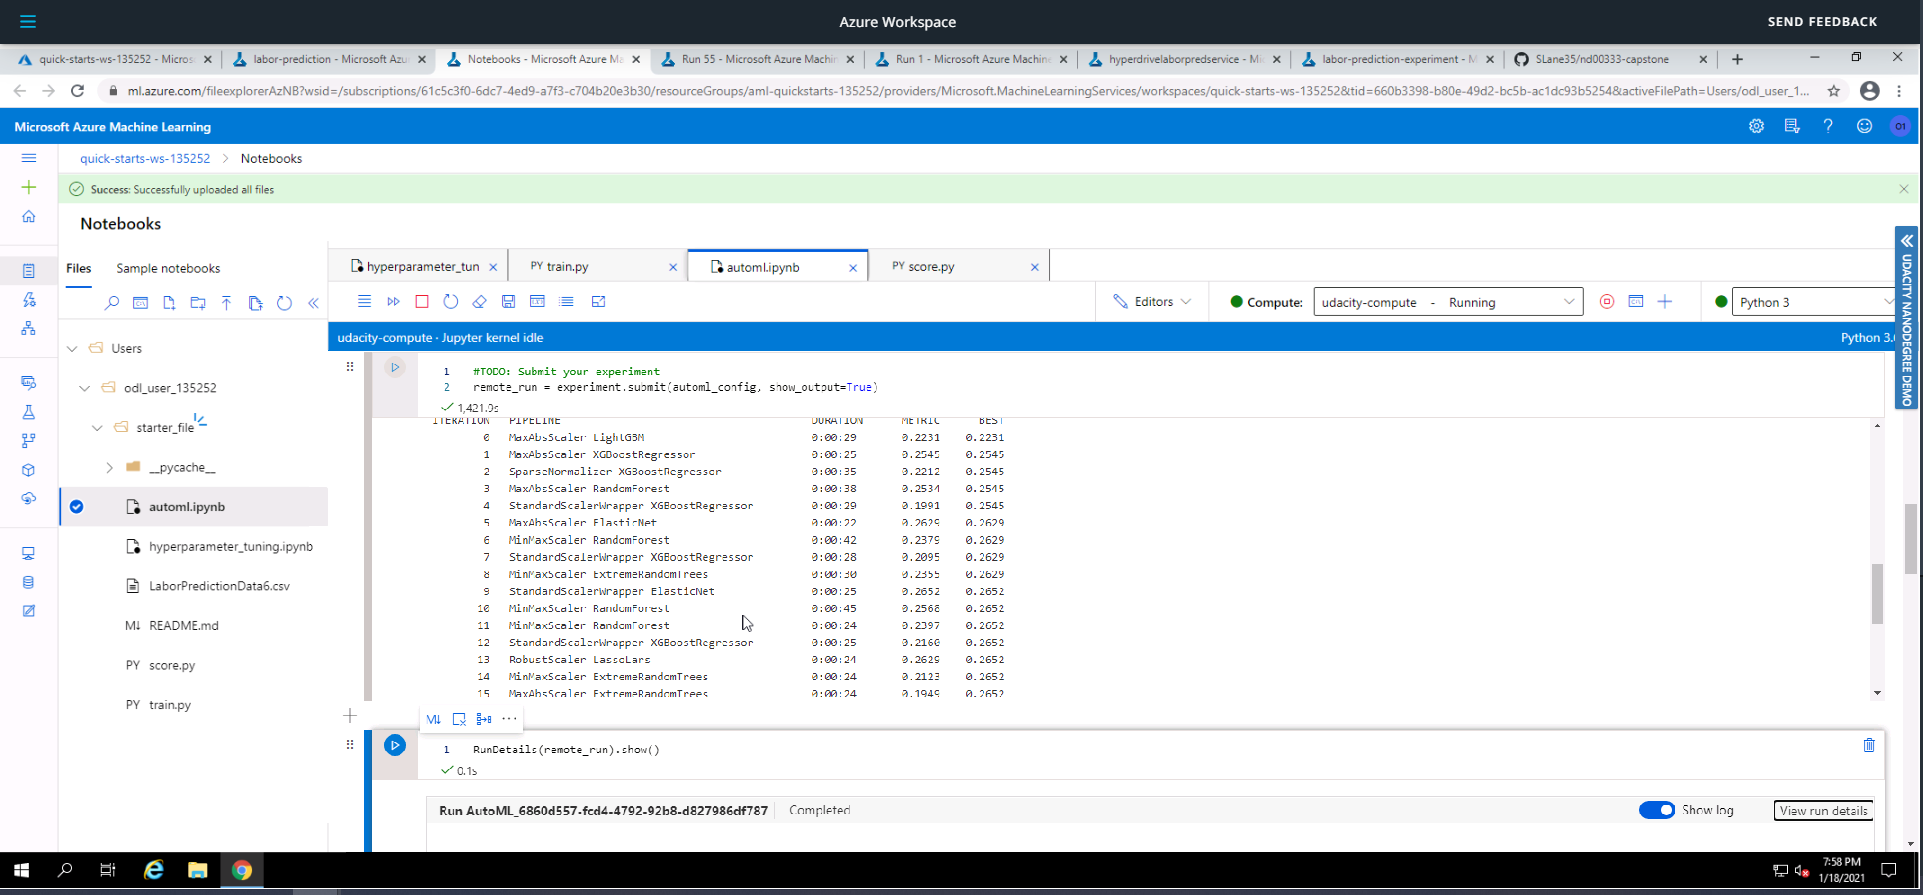 Azure Workspace
SEND FEEDBACK
quick-starts-ws-135252 - Micros
labor-prediction - Microsoft Azur
Notebooks - Microsoft Azure Ma
Run 55 - Microsoft Azure Machin
Run 1 - Microsoft Azure Machine
hyperdrivelaborpredservice - Mic
labor-prediction-experiment - M
SLane35/nd00333-capstone
ml.azure.com/fileexplorerAzNB?wsid=/subscriptions/61c5c3f0-6dc7-4ed9-a7f3-c704b20e3b30/resourceGroups/aml-quickstarts-135252/providers/Microsoft.MachineLearningServices/workspaces/quick-starts-ws-135252&tid=660b3398-b80e-49d2-bc5b-ac1dc93b5254&activeFilePath=Users/odl_user_1...
Microsoft Azure Machine Learning
quick-starts-ws-135252 > Notebooks
Success: Successfully uploaded all files
Notebooks
Files
Sample notebooks
hyperparameter_tun
PY train.py
automl.ipynb
PY score.py
Editors
Compute:
udacity-compute - Running
Python 3
UDACITY NANODEGREE DEMO
udacity-compute · Jupyter kernel idle
Python 3.
Users
odl_user_135252
starter_file
__pycache__
automl.ipynb
hyperparameter_tuning.ipynb
LaborPredictionData6.csv
M↓ README.md
PY score.py
PY train.py
1 #TODO: Submit your experiment
2 remote_run = experiment.submit(automl_config, show_output=True)
1,421.9s
ITERATION PIPELINE DURATION METRIC BEST
0 MaxAbsScaler LightGBM 0:00:29 0.2231 0.2231
1 MaxAbsScaler XGBoostRegressor 0:00:25 0.2545 0.2545
2 SparseNormalizer XGBoostRegressor 0:00:35 0.2212 0.2545
3 MaxAbsScaler RandomForest 0:00:38 0.2534 0.2545
4 StandardScalerWrapper XGBoostRegressor 0:00:29 0.1991 0.2545
5 MaxAbsScaler ElasticNet 0:00:22 0.2629 0.2629
6 MinMaxScaler RandomForest 0:00:42 0.2379 0.2629
7 StandardScalerWrapper XGBoostRegressor 0:00:28 0.2095 0.2629
8 MinMaxScaler ExtremeRandomTrees 0:00:30 0.2355 0.2629
9 StandardScalerWrapper ElasticNet 0:00:25 0.2652 0.2652
10 MinMaxScaler RandomForest 0:00:45 0.2568 0.2652
11 MinMaxScaler RandomForest 0:00:24 0.2397 0.2652
12 StandardScalerWrapper XGBoostRegressor 0:00:25 0.2160 0.2652
13 RobustScaler LassoLars 0:00:24 0.2629 0.2652
14 MinMaxScaler ExtremeRandomTrees 0:00:24 0.2123 0.2652
15 MaxAbsScaler ExtremeRandomTrees 0:00:24 0.1949 0.2652
M↓
1 RunDetails(remote_run).show()
0.1s
Run AutoML_6860d557-fcd4-4792-92b8-d827986df787
Completed
Show log
View run details
7:58 PM
1/18/2021